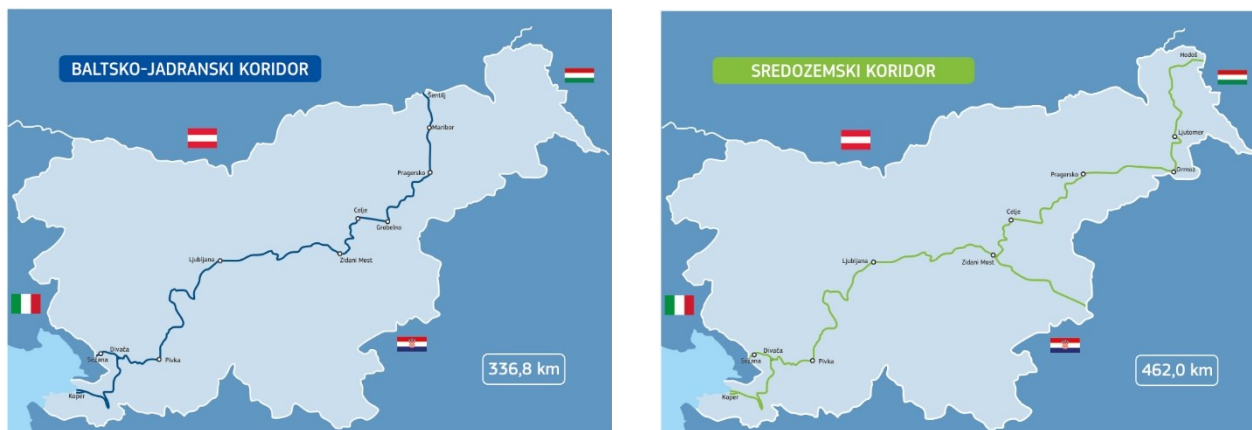 BALTSKO-JADRANSKI KORIDOR
Šentilj
Maribor
Pragersko
Celje
Grobelno
Ljubljana
Zidani Most
Divača
Sežana
Pivka
Koper
336,8 km
SREDOZEMSKI KORIDOR
Hodoš
Ljutomer
Pragersko
Ormož
Celje
Ljubljana
Zidani Most
Divača
Sežana
Pivka
Koper
462,0 km